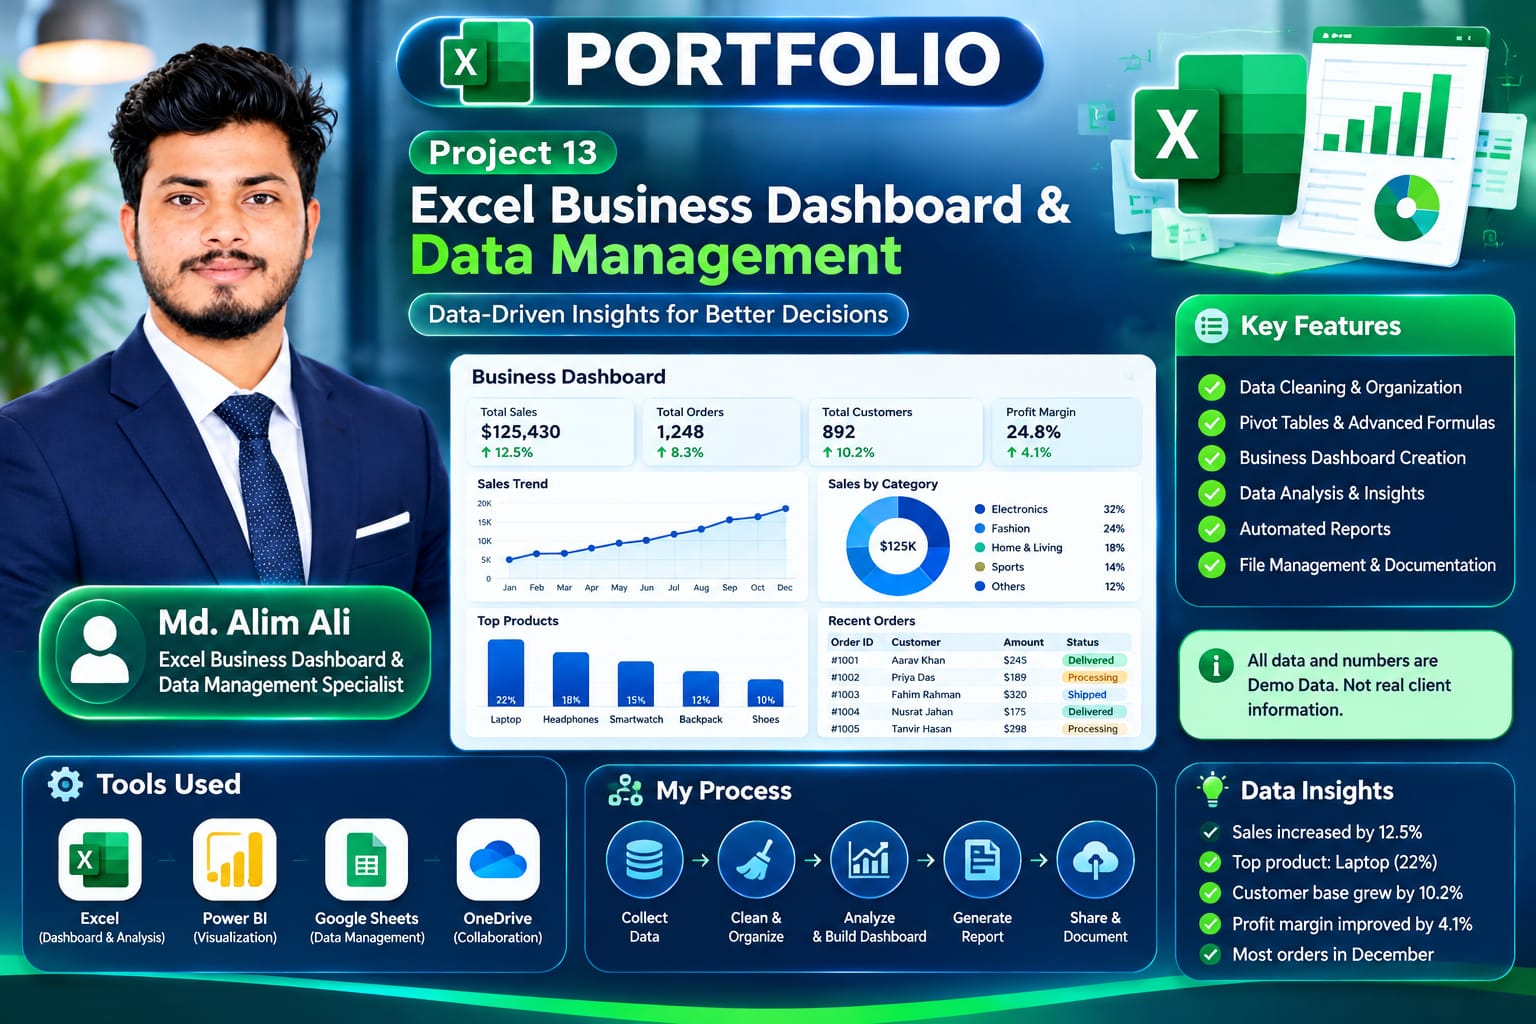 X PORTFOLIO
Project 13
Excel Business Dashboard &
Data Management
Data-Driven Insights for Better Decisions
X
Md. Alim Ali
Excel Business Dashboard &
Data Management Specialist
Business Dashboard
Total Sales
$125,430
↑ 12.5%
Total Orders
1,248
↑ 8.3%
Total Customers
892
↑ 10.2%
Profit Margin
24.8%
↑ 4.1%
Sales Trend
20K
15K
10K
5K
0
Jan Feb Mar Apr May Jun Jul Aug Sep Oct Dec
Sales by Category
$125K
Electronics 32%
Fashion 24%
Home & Living 18%
Sports 14%
Others 12%
Top Products
22% 18% 15% 12% 10%
Laptop Headphones Smartwatch Backpack Shoes
Recent Orders
Order ID Customer Amount Status
#1001 Aarav Khan $245 Delivered
#1002 Priya Das $189 Processing
#1003 Fahim Rahman $320 Shipped
#1004 Nusrat Jahan $175 Delivered
#1005 Tanvir Hasan $298 Processing
Key Features
Data Cleaning & Organization
Pivot Tables & Advanced Formulas
Business Dashboard Creation
Data Analysis & Insights
Automated Reports
File Management & Documentation
i
All data and numbers are
Demo Data. Not real client
information.
Tools Used
X
Excel
(Dashboard & Analysis)
Power BI
(Visualization)
Google Sheets
(Data Management)
OneDrive
(Collaboration)
My Process
Collect
Data
Clean &
Organize
Analyze
& Build Dashboard
Generate
Report
Share &
Document
Data Insights
Sales increased by 12.5%
Top product: Laptop (22%)
Customer base grew by 10.2%
Profit margin improved by 4.1%
Most orders in December